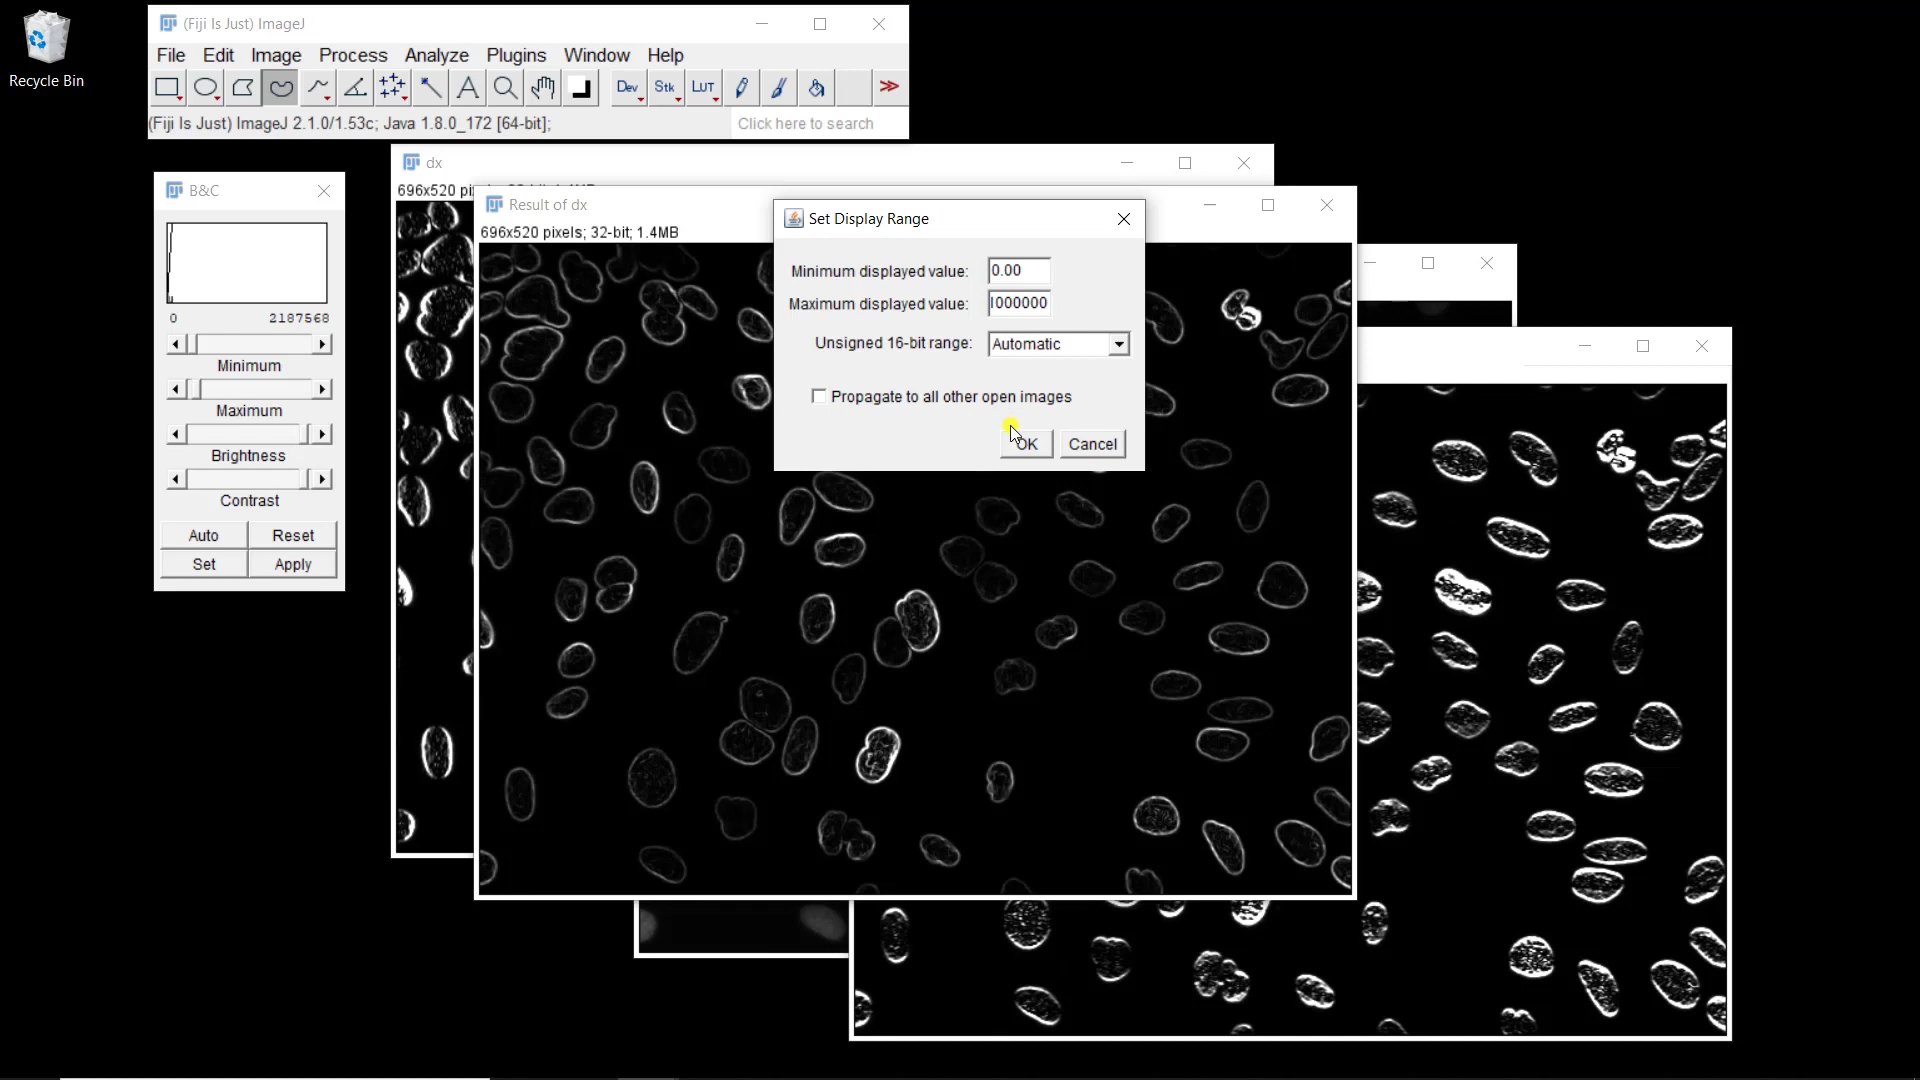 Recycle Bin
(Fiji Is Just) ImageJ
File Edit Image Process Analyze Plugins Window Help
Dev Stk LUT
(Fiji Is Just) ImageJ 2.1.0/1.53c; Java 1.8.0_172 [64-bit];
Click here to search
dx
696x520
B&C
0 2187568
Minimum
Maximum
Brightness
Contrast
Auto Reset
Set Apply
Result of dx
696x520 pixels; 32-bit; 1.4MB
Set Display Range
Minimum displayed value: 0.00
Maximum displayed value: 000000
Unsigned 16-bit range: Automatic
Propagate to all other open images
OK Cancel